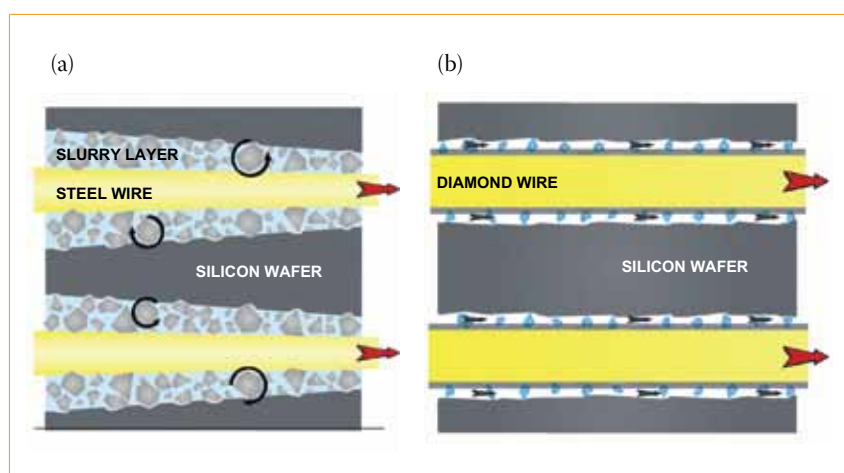 (a)
SLURRY LAYER
STEEL WIRE
SILICON WAFER
(b)
DIAMOND WIRE
SILICON WAFER